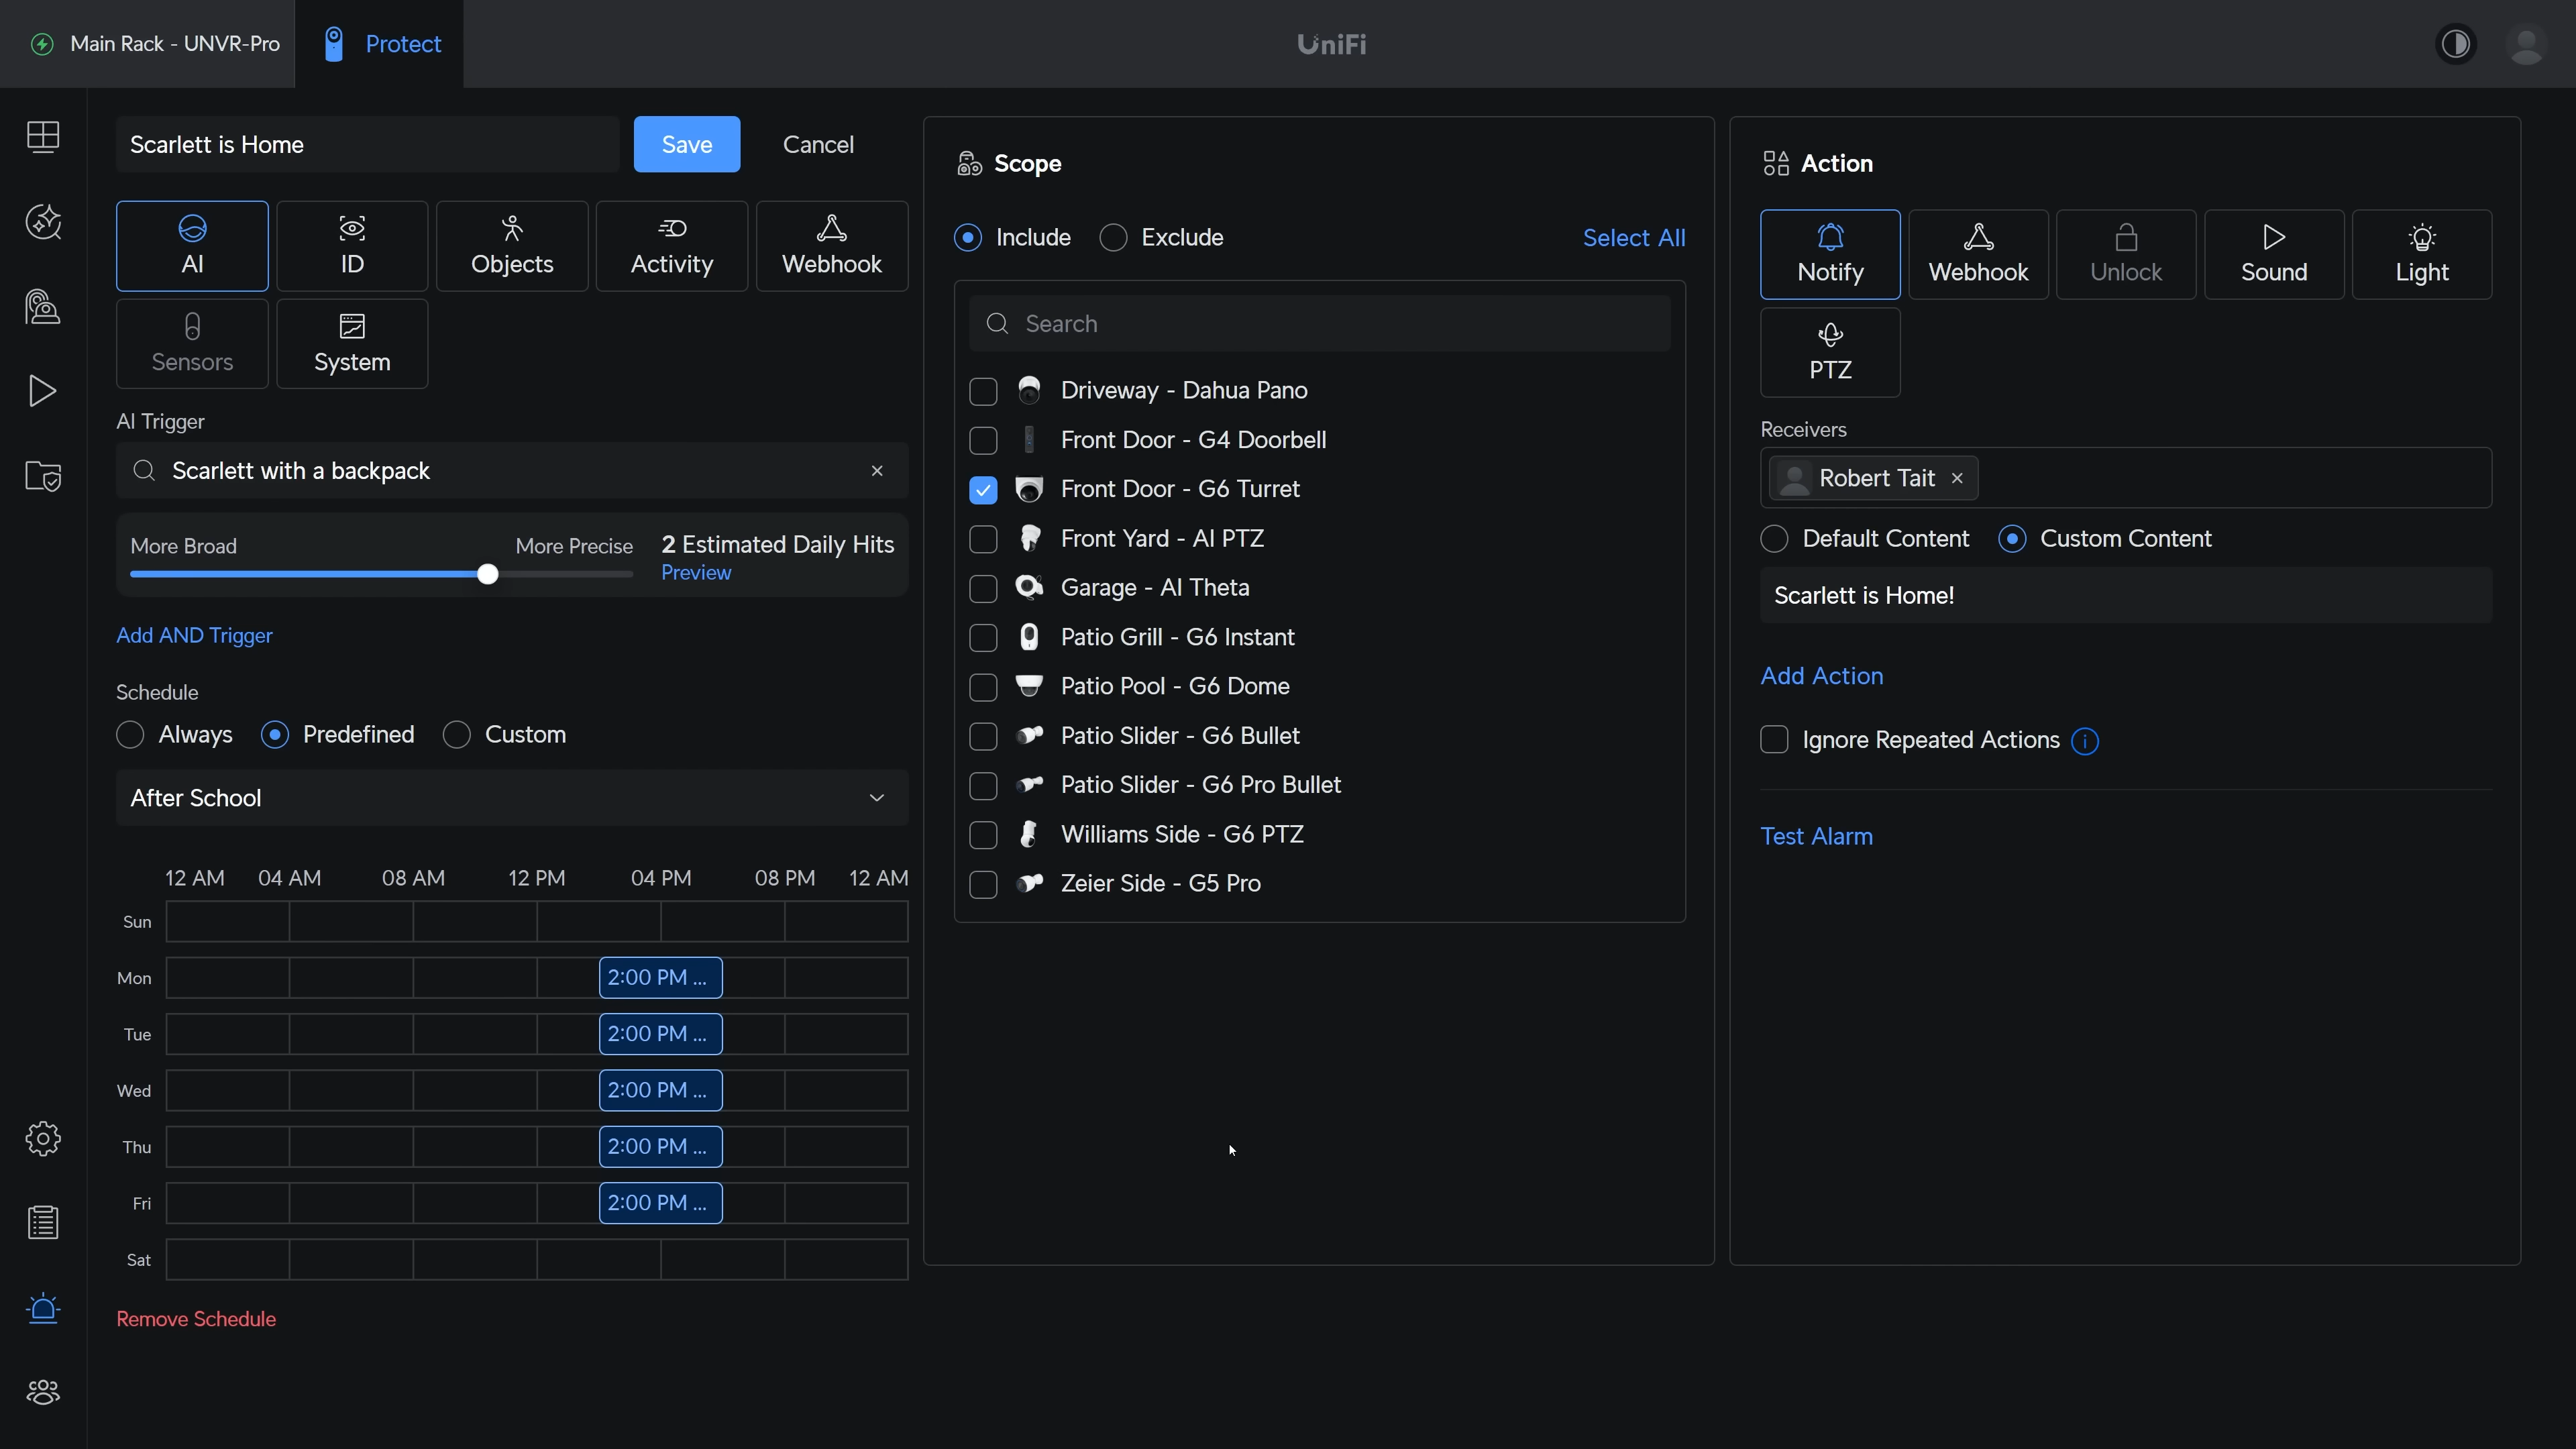 Main Rack - UNVR-Pro
Protect
UniFi
Scarlett is Home
Save
Cancel
AI
ID
Objects
Activity
Webhook
Sensors
System
AI Trigger
Scarlett with a backpack
More Broad
More Precise
2 Estimated Daily Hits
Preview
Add AND Trigger
Schedule
Always
Predefined
Custom
After School
12 AM 04 AM 08 AM 12 PM 04 PM 08 PM 12 AM
Sun
Mon 2:00 PM ...
Tue 2:00 PM ...
Wed 2:00 PM ...
Thu 2:00 PM ...
Fri 2:00 PM ...
Sat
Remove Schedule
Scope
Include
Exclude
Select All
Search
Driveway - Dahua Pano
Front Door - G4 Doorbell
Front Door - G6 Turret
Front Yard - AI PTZ
Garage - AI Theta
Patio Grill - G6 Instant
Patio Pool - G6 Dome
Patio Slider - G6 Bullet
Patio Slider - G6 Pro Bullet
Williams Side - G6 PTZ
Zeier Side - G5 Pro
Action
Notify
Webhook
Unlock
Sound
Light
PTZ
Receivers
Robert Tait
Default Content
Custom Content
Scarlett is Home!
Add Action
Ignore Repeated Actions
Test Alarm